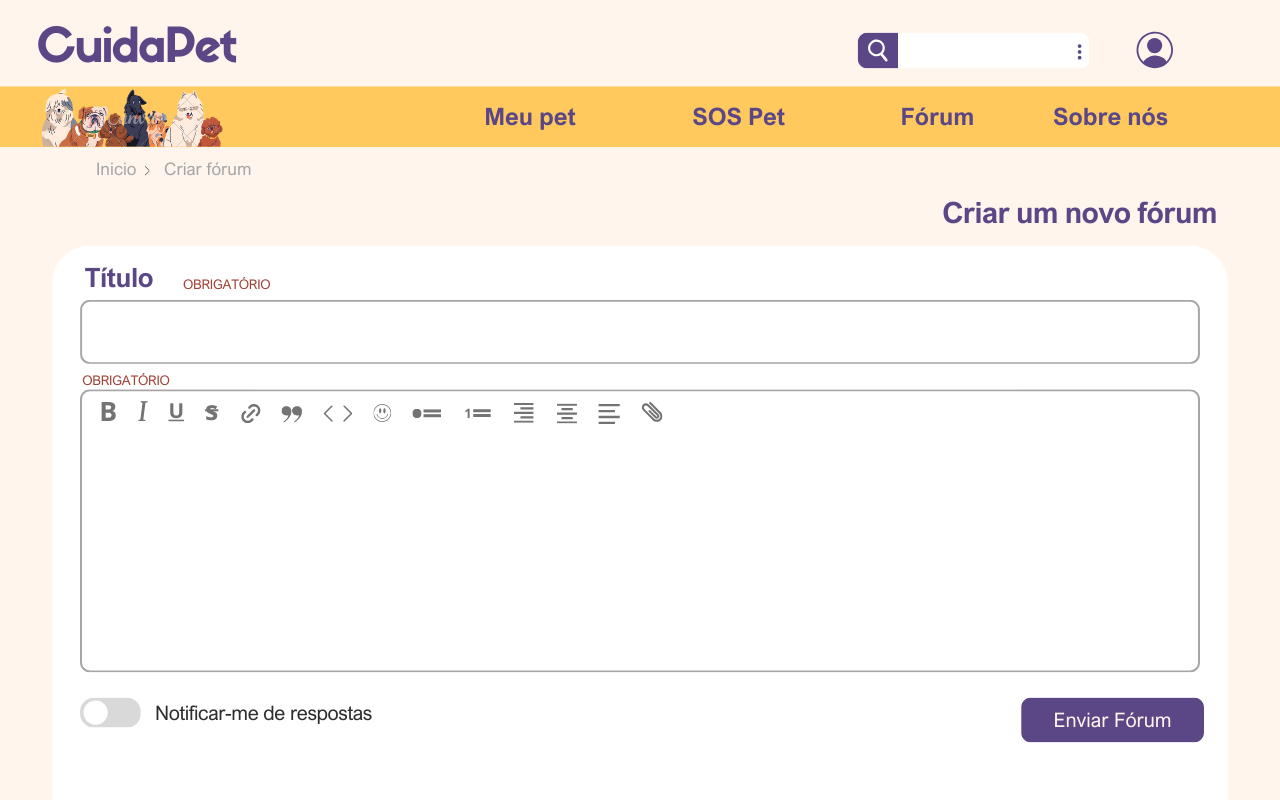 CuidaPet
Meu pet
SOS Pet
Fórum
Sobre nós
Inicio > Criar fórum
Criar um novo fórum
Título OBRIGATÓRIO
OBRIGATÓRIO
B I U S
Notificar-me de respostas
Enviar Fórum